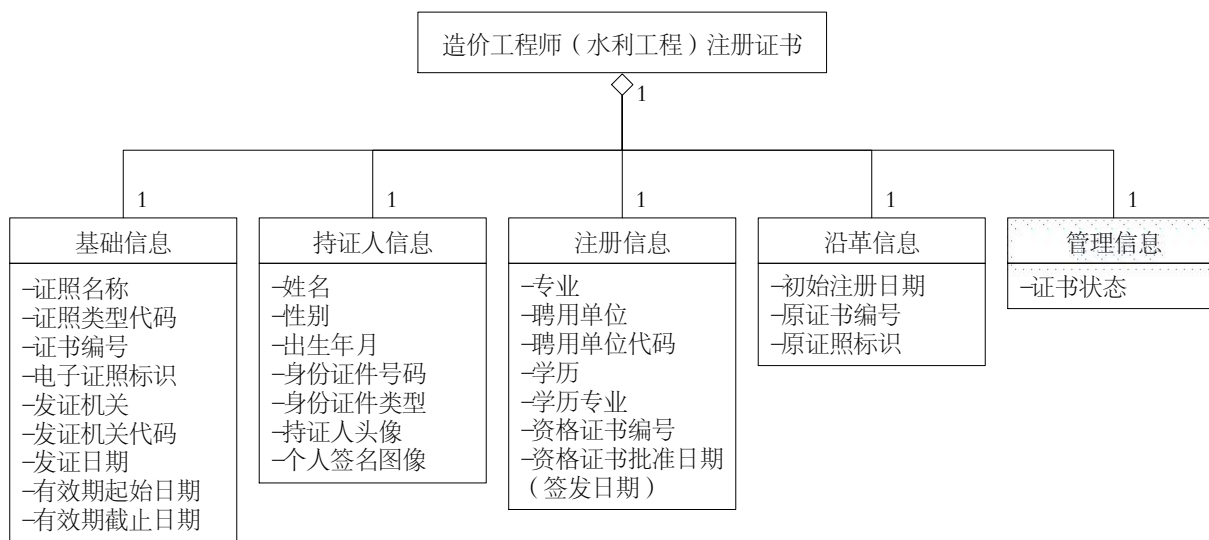 造价工程师（水利工程）注册证书
1
1
1
1
1
1
基础信息
–证照名称
–证照类型代码
–证书编号
–电子证照标识
–发证机关
–发证机关代码
–发证日期
–有效期起始日期
–有效期截止日期
持证人信息
–姓名
–性别
–出生年月
–身份证件号码
–身份证件类型
–持证人头像
–个人签名图像
注册信息
–专业
–聘用单位
–聘用单位代码
–学历
–学历专业
–资格证书编号
–资格证书批准日期
（签发日期）
沿革信息
–初始注册日期
–原证书编号
–原证照标识
管理信息
–证书状态